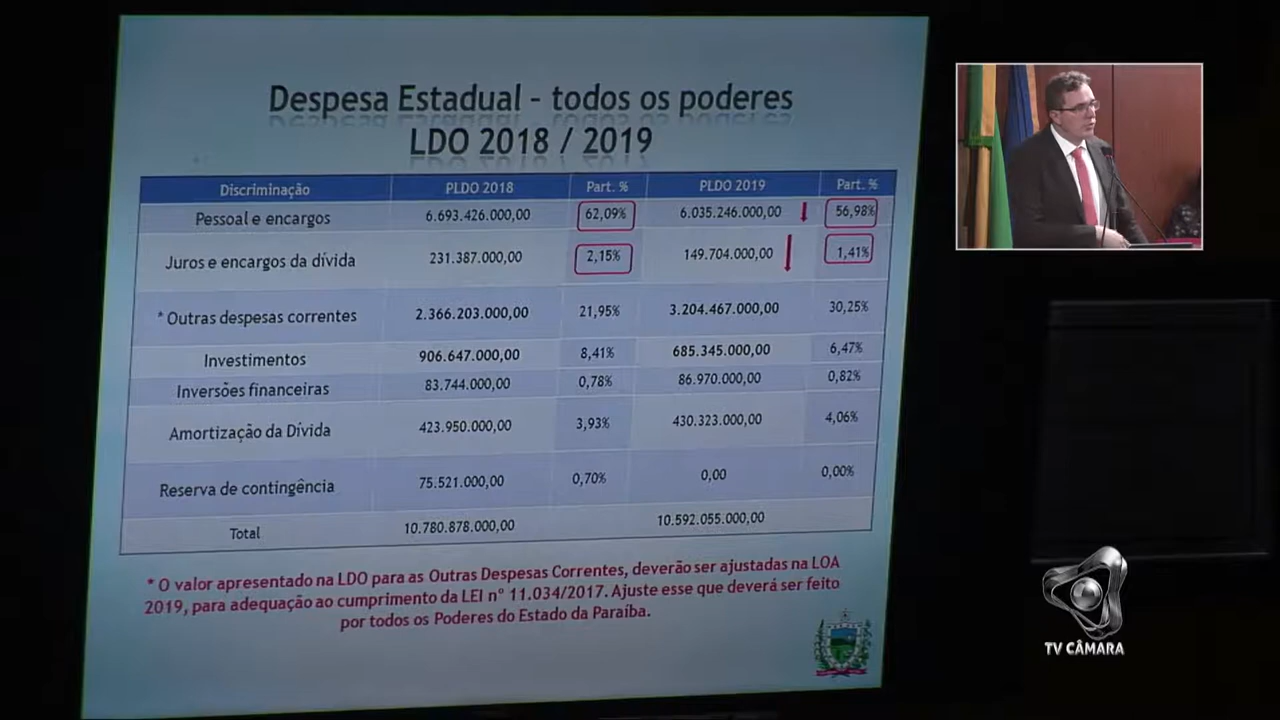 Despesa Estadual - todos os poderes
LDO 2018 / 2019
Discriminação PLDO 2018 Part. % PLDO 2019 Part. %
Pessoal e encargos 6.693.426.000,00 62,09% 6.035.246.000,00 56,98%
Juros e encargos da dívida 231.387.000,00 2,15% 149.704.000,00 1,41%
* Outras despesas correntes 2.366.203.000,00 21,95% 3.204.467.000,00 30,25%
Investimentos 906.647.000,00 8,41% 685.345.000,00 6,47%
Inversões financeiras 83.744.000,00 0,78% 86.970.000,00 0,82%
Amortização da Dívida 423.950.000,00 3,93% 430.323.000,00 4,06%
Reserva de contingência 75.521.000,00 0,70% 0,00 0,00%
Total 10.780.878.000,00 10.592.055.000,00
* O valor apresentado na LDO para as Outras Despesas Correntes, deverão ser ajustadas na LOA
2019, para adequação ao cumprimento da LEI nº 11.034/2017. Ajuste esse que deverá ser feito
por todos os Poderes do Estado da Paraíba.
TV CÂMARA